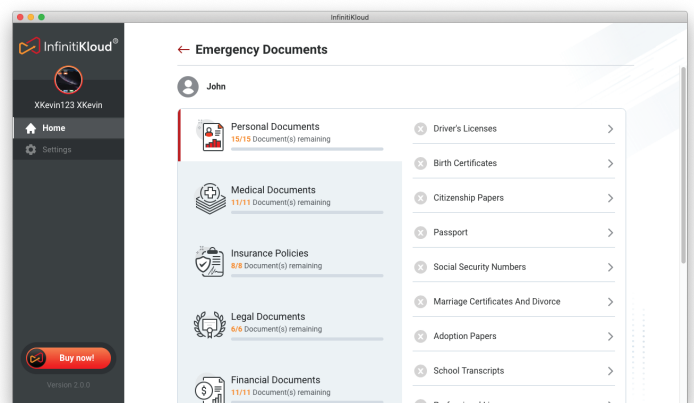 InfinitiKloud
InfinitiKloud®
XKevin123 XKevin
Home
Settings
Buy now!
Version 2.0.0
← Emergency Documents
John
Personal Documents
15/15 Document(s) remaining
Medical Documents
11/11 Document(s) remaining
Insurance Policies
8/8 Document(s) remaining
Legal Documents
6/6 Document(s) remaining
Financial Documents
11/11 Document(s) remaining
Driver's Licenses
Birth Certificates
Citizenship Papers
Passport
Social Security Numbers
Marriage Certificates And Divorce
Adoption Papers
School Transcripts